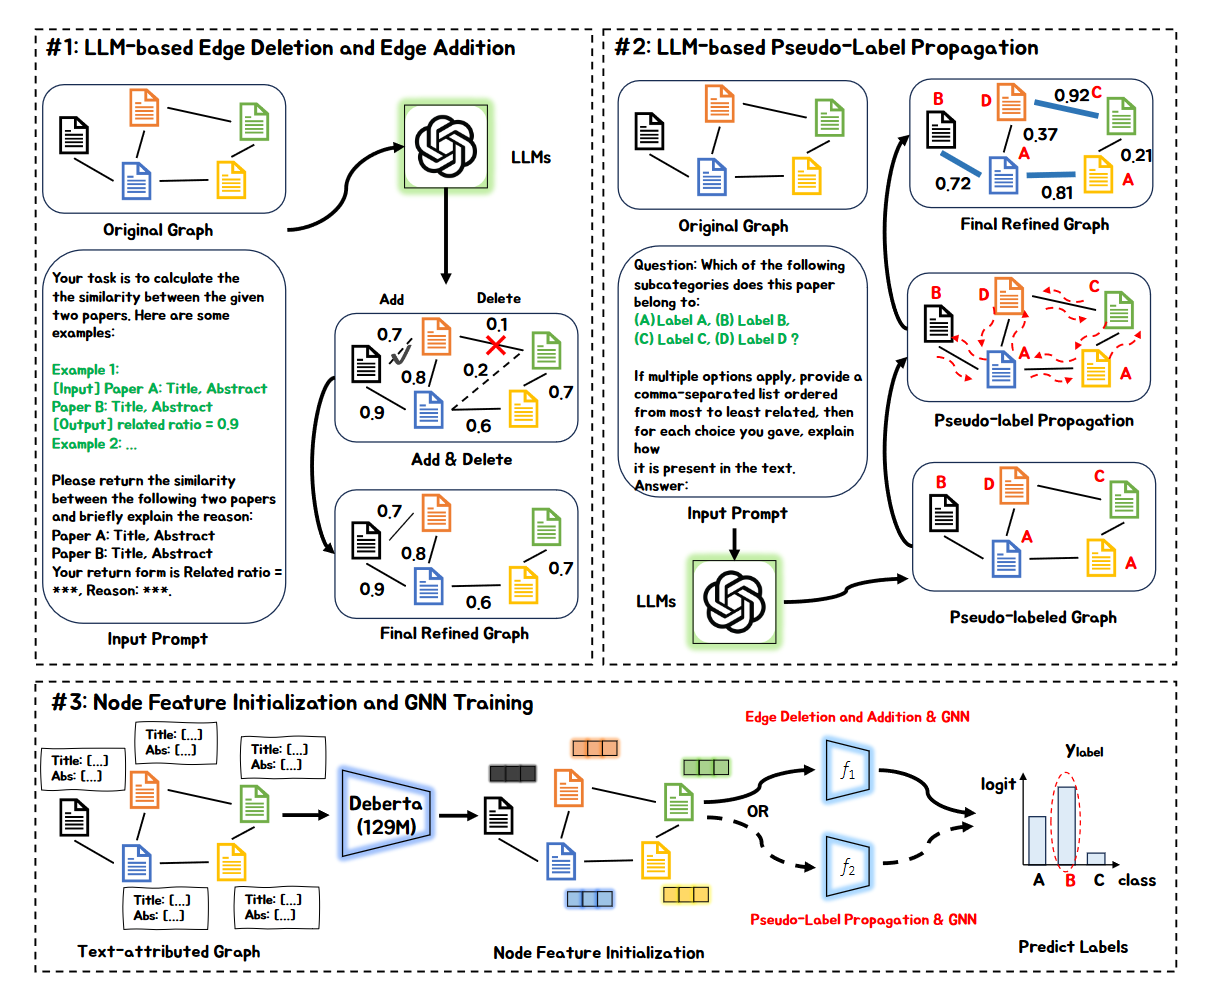 #1: LLM-based Edge Deletion and Edge Addition
Original Graph
LLMs
Your task is to calculate the
the similarity between the given
two papers. Here are some
examples:
Example 1:
[Input] Paper A: Title, Abstract
Paper B: Title, Abstract
[Output] related ratio = 0.9
Example 2: ...
Please return the similarity
between the following two papers
and briefly explain the reason:
Paper A: Title, Abstract
Paper B: Title, Abstract
Your return form is Related ratio =
***, Reason: ***.
Input Prompt
Add
Delete
0.7
0.1
0.8
0.2
0.7
0.9
0.6
Add & Delete
0.7
0.8
0.7
0.9
0.6
Final Refined Graph
#2: LLM-based Pseudo-Label Propagation
Original Graph
Question: Which of the following
subcategories does this paper
belong to:
(A) Label A, (B) Label B,
(C) Label C, (D) Label D ?
If multiple options apply, provide a
comma-separated list ordered
from most to least related, then
for each choice you gave, explain
how
it is present in the text.
Answer:
Input Prompt
LLMs
B
D
0.92
C
0.37
A
0.21
0.72
0.81
A
Final Refined Graph
B
D
C
A
A
Pseudo-label Propagation
B
D
C
A
A
Pseudo-labeled Graph
#3: Node Feature Initialization and GNN Training
Title: [...]
Abs: [...]
Title: [...]
Abs: [...]
Title: [...]
Abs: [...]
Title: [...]
Abs: [...]
Title: [...]
Abs: [...]
Text-attributed Graph
Deberta
(129M)
Node Feature Initialization
Edge Deletion and Addition & GNN
f1
OR
f2
Pseudo-Label Propagation & GNN
ylabel
logit
A
B
C
class
Predict Labels